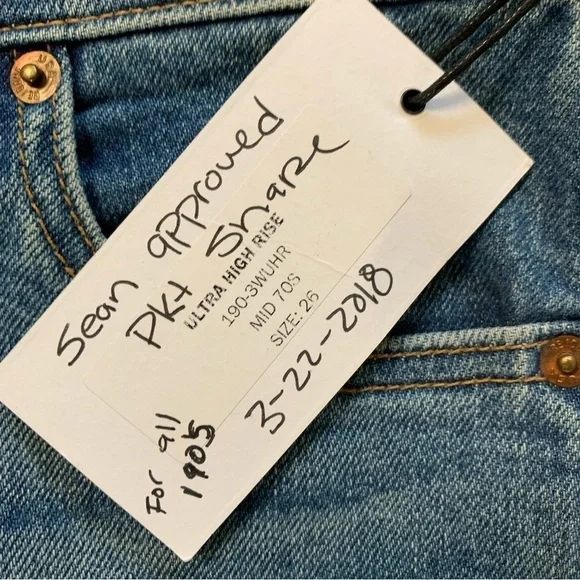 Sean approved
Pkt Shape
ULTRA HIGH RISE
190-3WUHR
MID 70S
SIZE: 26
3-22-2018
For all
190s